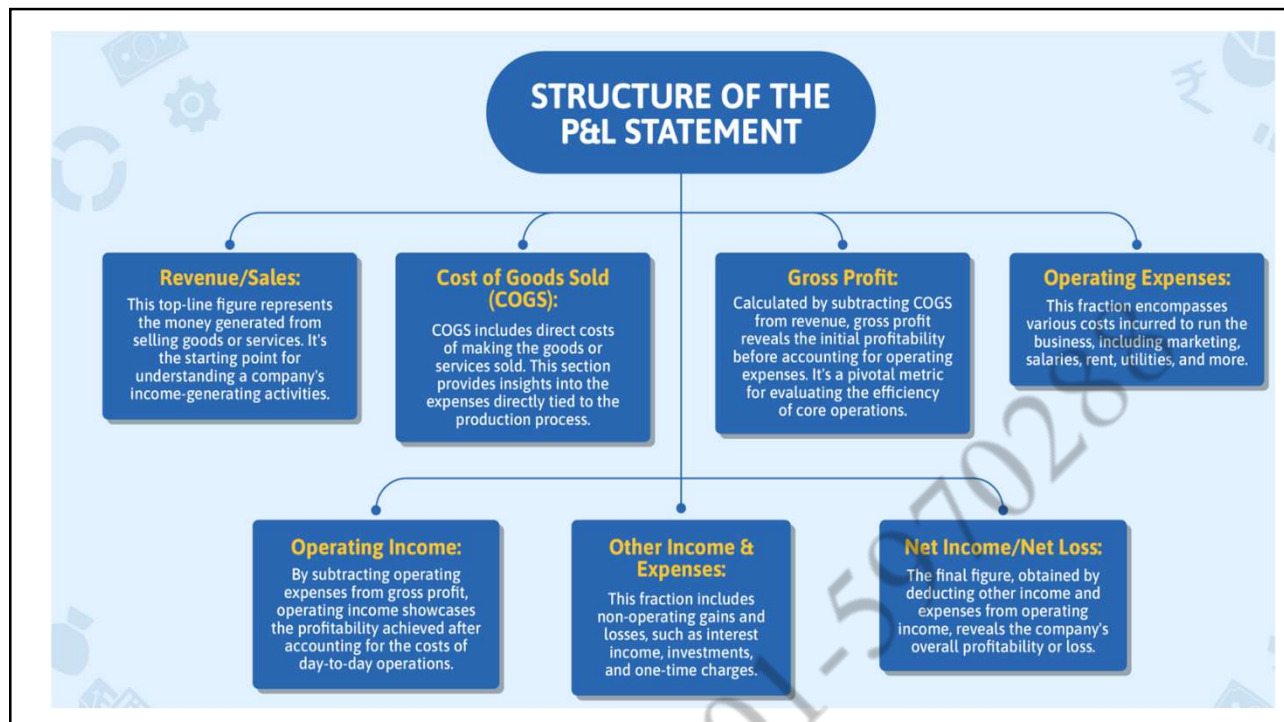 STRUCTURE OF THE
P&L STATEMENT
Revenue/Sales:
This top-line figure represents
the money generated from
selling goods or services. It's
the starting point for
understanding a company's
income-generating activities.
Cost of Goods Sold
(COGS):
COGS includes direct costs
of making the goods or
services sold. This section
provides insights into the
expenses directly tied to the
production process.
Gross Profit:
Calculated by subtracting COGS
from revenue, gross profit
reveals the initial profitability
before accounting for operating
expenses. It's a pivotal metric
for evaluating the efficiency
of core operations.
Operating Expenses:
This fraction encompasses
various costs incurred to run the
business, including marketing,
salaries, rent, utilities, and more.
Operating Income:
By subtracting operating
expenses from gross profit,
operating income showcases
the profitability achieved after
accounting for the costs of
day-to-day operations.
Other Income &
Expenses:
This fraction includes
non-operating gains and
losses, such as interest
income, investments,
and one-time charges.
Net Income/Net Loss:
The final figure, obtained by
deducting other income and
expenses from operating
income, reveals the company's
overall profitability or loss.
₹